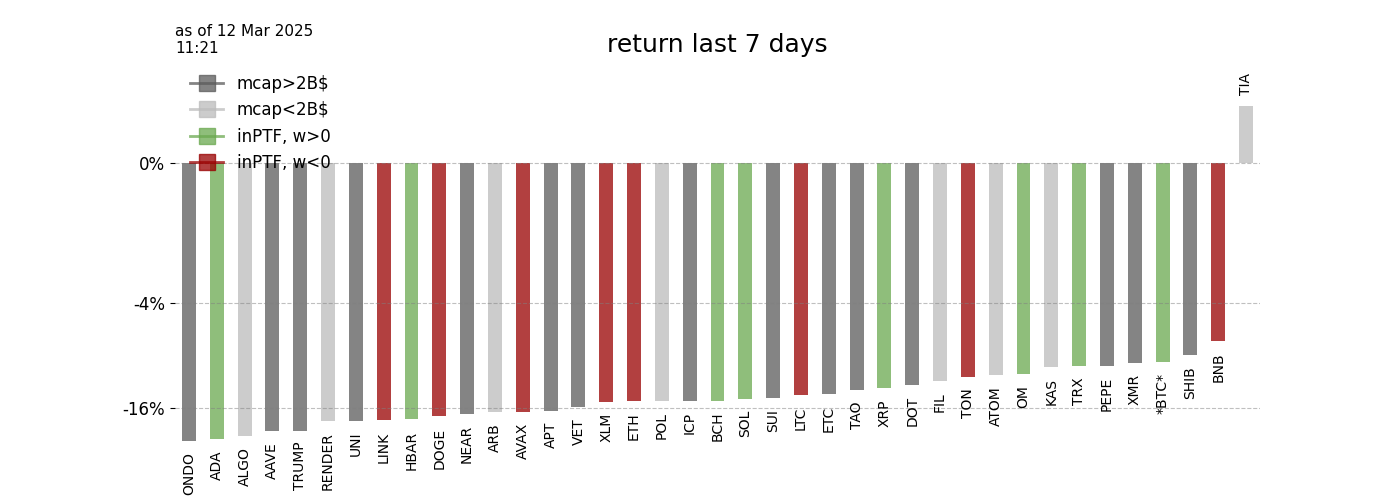 as of 12 Mar 2025
11:21
return last 7 days
mcap>2B$
mcap<2B$
inPTF, w>0
inPTF, w<0
0%
-4%
-16%
ONDO
ADA
ALGO
AAVE
TRUMP
RENDER
UNI
LINK
HBAR
DOGE
NEAR
ARB
AVAX
APT
VET
XLM
ETH
POL
ICP
BCH
SOL
SUI
LTC
ETC
TAO
XRP
DOT
FIL
TON
ATOM
OM
KAS
TRX
PEPE
XMR
*BTC*
SHIB
BNB
TIA